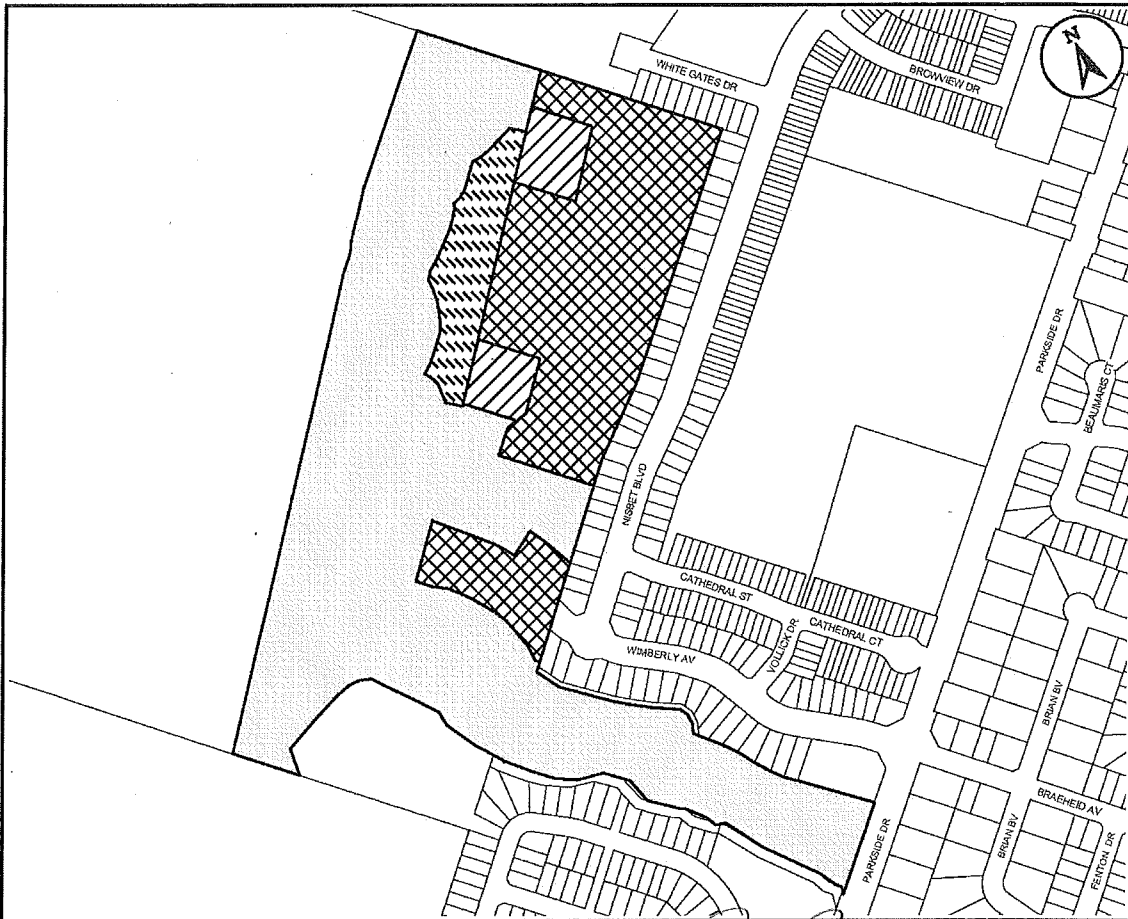 N
WHITE GATES DR
BROWVIEW DR
PARKSIDE DR
BEAUMARIS CT
NISBET BLVD
CATHEDRAL ST
CATHEDRAL CT
VOLLICK DR
WIMBERLY AV
BRIAN BV
BRAEHEID AV
BRIAN BV
FENTON DR
PARKSIDE DR